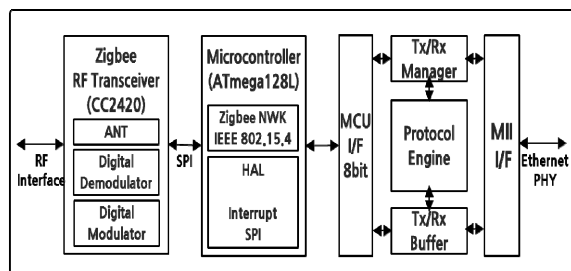 RF
Interface
Zigbee
RF Transceiver
(CC2420)
ANT
Digital
Demodulator
Digital
Modulator
SPI
Microcontroller
(ATmega128L)
Zigbee NWK
IEEE 802.15.4
HAL
Interrupt
SPI
MCU
I/F
8bit
Tx/Rx
Manager
Protocol
Engine
Tx/Rx
Buffer
MII
I/F
Ethernet
PHY